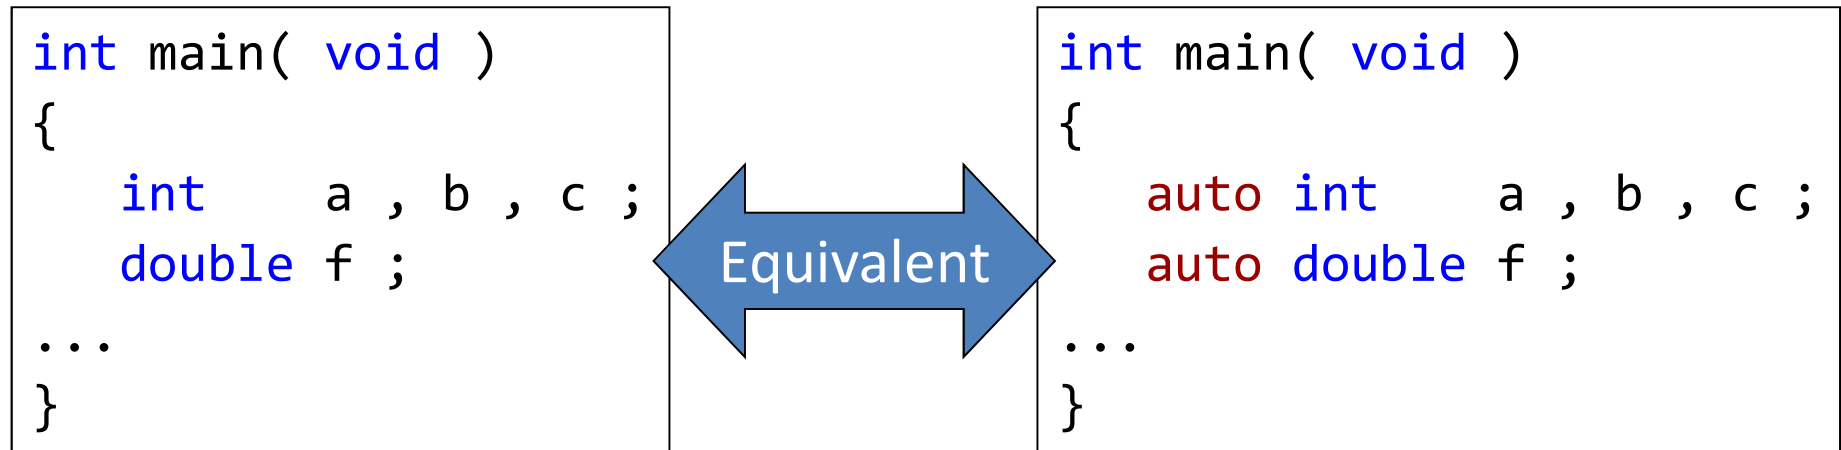 int main( void )
{
   int    a , b , c ;
   double f ;
...
}
Equivalent
int main( void )
{
   auto int    a , b , c ;
   auto double f ;
...
}